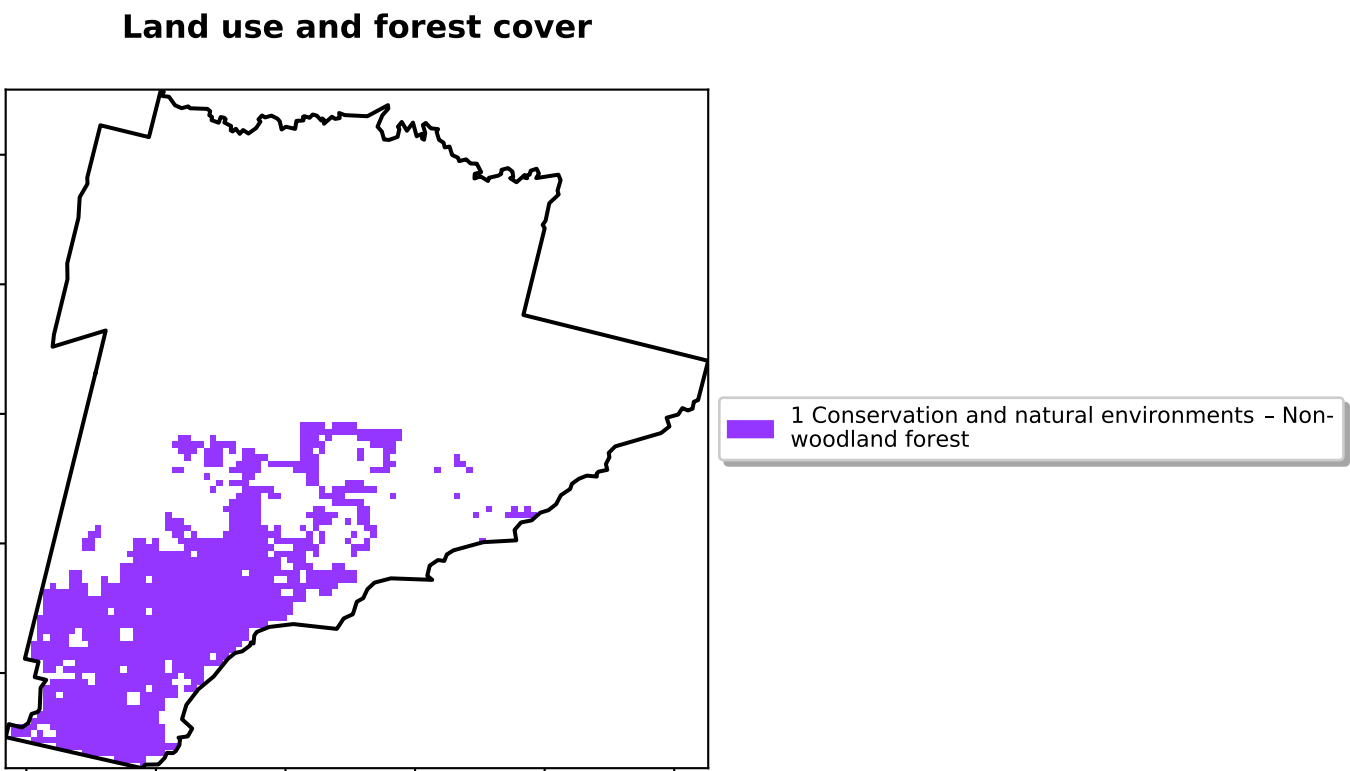 Land use and forest cover
1 Conservation and natural environments – Non-
woodland forest